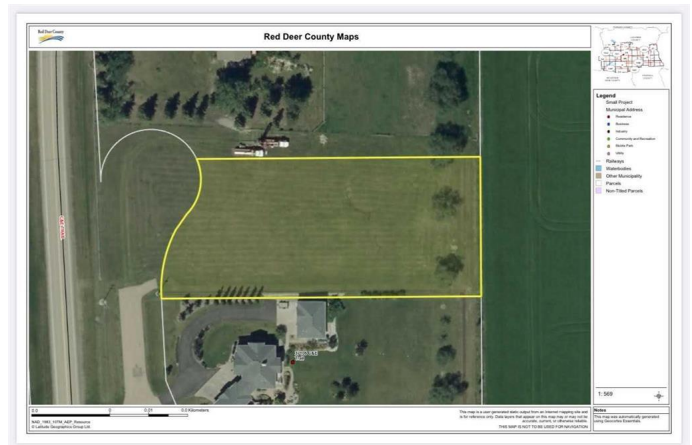 Red Deer County
Red Deer County Maps
Legend
Small Project
Municipal Address
Residence
Business
Vacant
Community and Recreation
Mobile Park
Utility
Railways
Waterbodies
Other Municipality
Parcels
Non-Titled Parcels
1: 569
0.0
0
0.01
0.0 Kilometers
NAD_1983_10TM_AEP_Resource
© Latitude Geographics Group Ltd.
This map is a user generated static output from an Internet mapping site and
is for reference only. Data layers that appear on this map may or may not be
accurate, current, or otherwise reliable.
THIS MAP IS NOT TO BE USED FOR NAVIGATION
Notes
This map was automatically generated
using Geocortex Essentials.